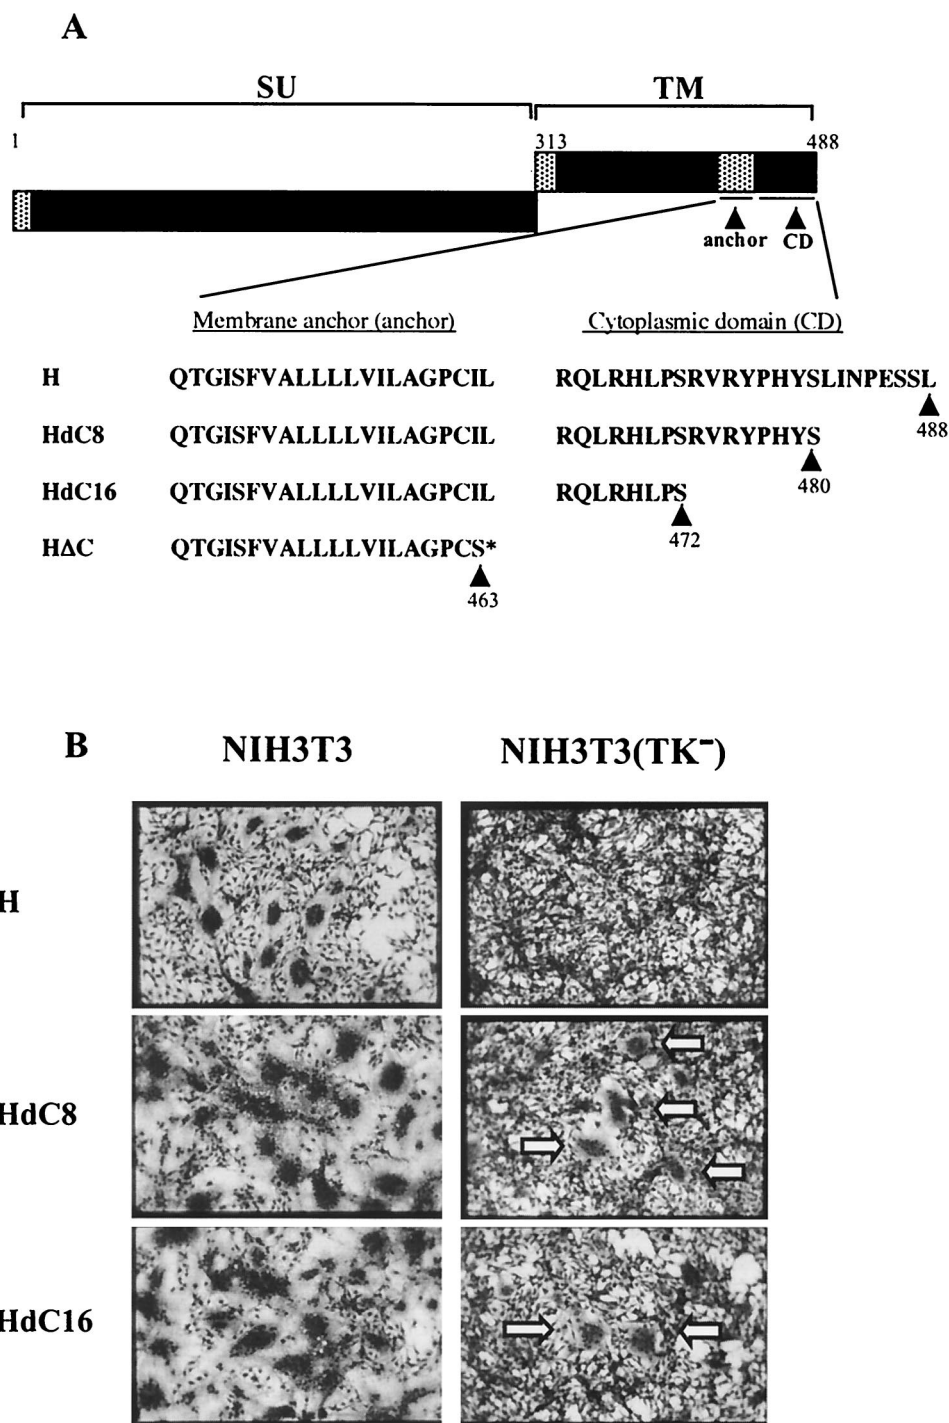 A
SU TM
1 313 488
anchor CD
Membrane anchor (anchor) Cytoplasmic domain (CD)
H QTGISFVALLLLVILAGPCIL RQLRHLPSRVRYPHYSLINPESSL
488
HdC8 QTGISFVALLLLVILAGPCIL RQLRHLPSRVRYPHYS
480
HdC16 QTGISFVALLLLVILAGPCIL RQLRHLPS
472
HΔC QTGISFVALLLLVILAGPCS*
463
B NIH3T3 NIH3T3(TK⁻)
H
HdC8
HdC16